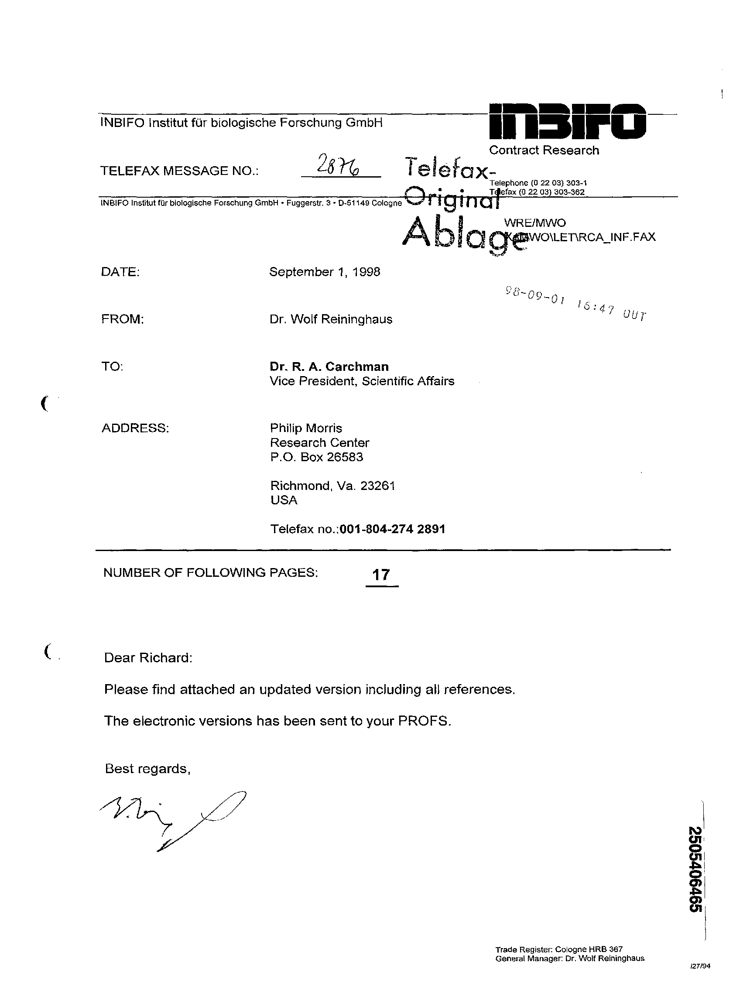 INBIFO Institut für biologische Forschung GmbH
INBIFO
Contract Research
TELEFAX MESSAGE NO.: 2876
Telefax-
Original
Ablage
Telephone (0 22 03) 303-1
Telefax (0 22 03) 303-362
INBIFO Institut für biologische Forschung GmbH • Fuggerstr. 3 • D-51149 Cologne
WRE/MWO
WO\LET\RCA_INF.FAX
DATE: September 1, 1998
98-09-01 15:47 OUT
FROM: Dr. Wolf Reininghaus
TO: Dr. R. A. Carchman
Vice President, Scientific Affairs
ADDRESS: Philip Morris
Research Center
P.O. Box 26583
Richmond, Va. 23261
USA
Telefax no.:001-804-274 2891
NUMBER OF FOLLOWING PAGES: 17
Dear Richard:
Please find attached an updated version including all references.
The electronic versions has been sent to your PROFS.
Best regards,
2505406465
Trade Register: Cologne HRB 367
General Manager: Dr. Wolf Reininghaus
/27/94